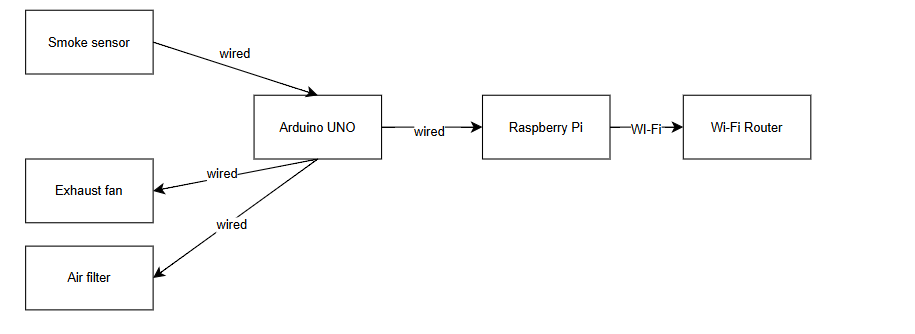 Smoke sensor
wired
Arduino UNO
wired
Raspberry Pi
WI-Fi
Wi-Fi Router
wired
Exhaust fan
wired
Air filter